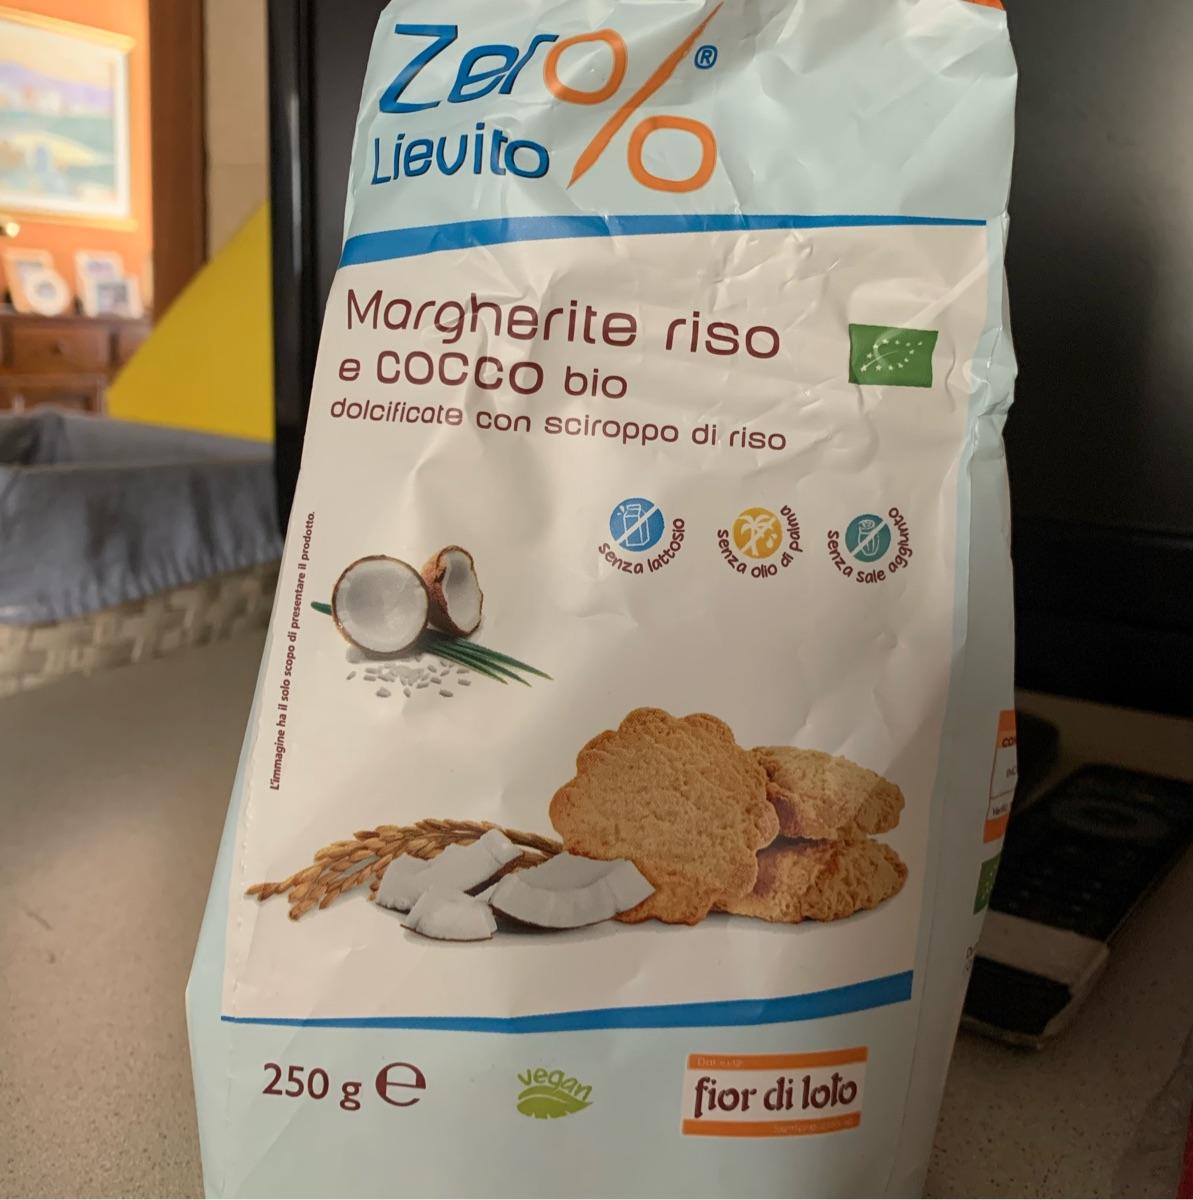 Zero%®
Lievito
Margherite riso
e COCCO bio
dolcificate con sciroppo di riso
senza lattosio
senza olio di palma
senza sale aggiunto
L'immagine ha il solo scopo di presentare il prodotto.
250 g e
vegan
fior di loto